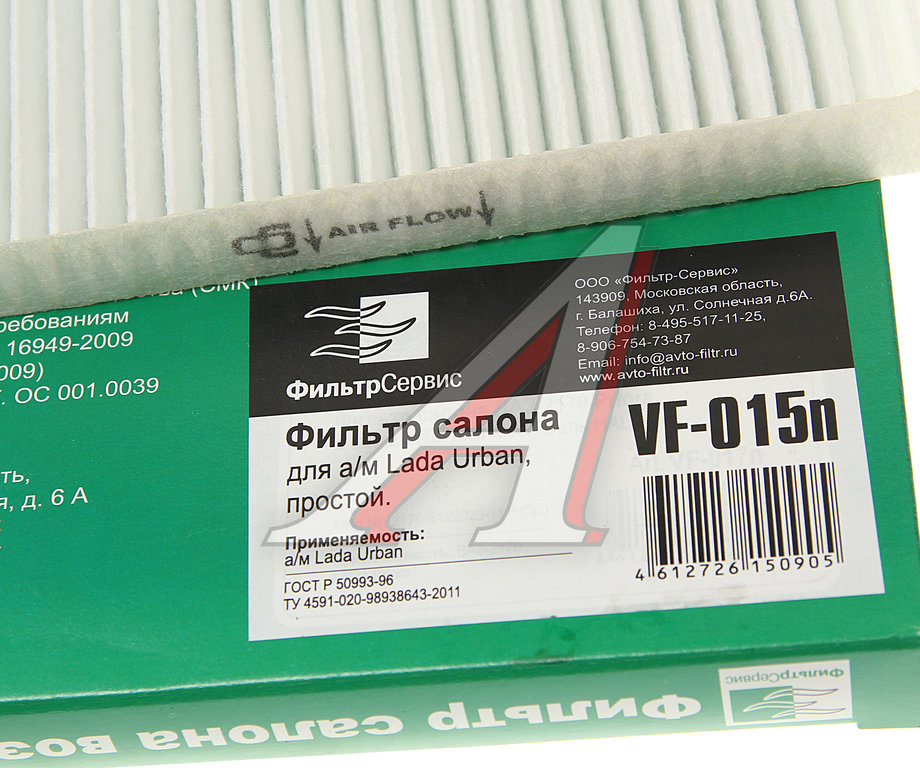 AIR FLOW
(СМК)
16949-2009
009)
ОС 001.0039
д. 6 А
ФильтрСервис
ООО «Фильтр-Сервис»
143909, Московская область,
г. Балашиха, ул. Солнечная д.6А.
Телефон: 8-495-517-11-25,
8-906-754-73-87
Email: info@avto-filtr.ru
www.avto-filtr.ru
Фильтр салона
для а/м Lada Urban,
простой.
Применяемость:
а/м Lada Urban
ГОСТ Р 50993-96
ТУ 4591-020-98938643-2011
VF-015п
4 612726 150905
ФильтрСервис
Фильтр салона воз